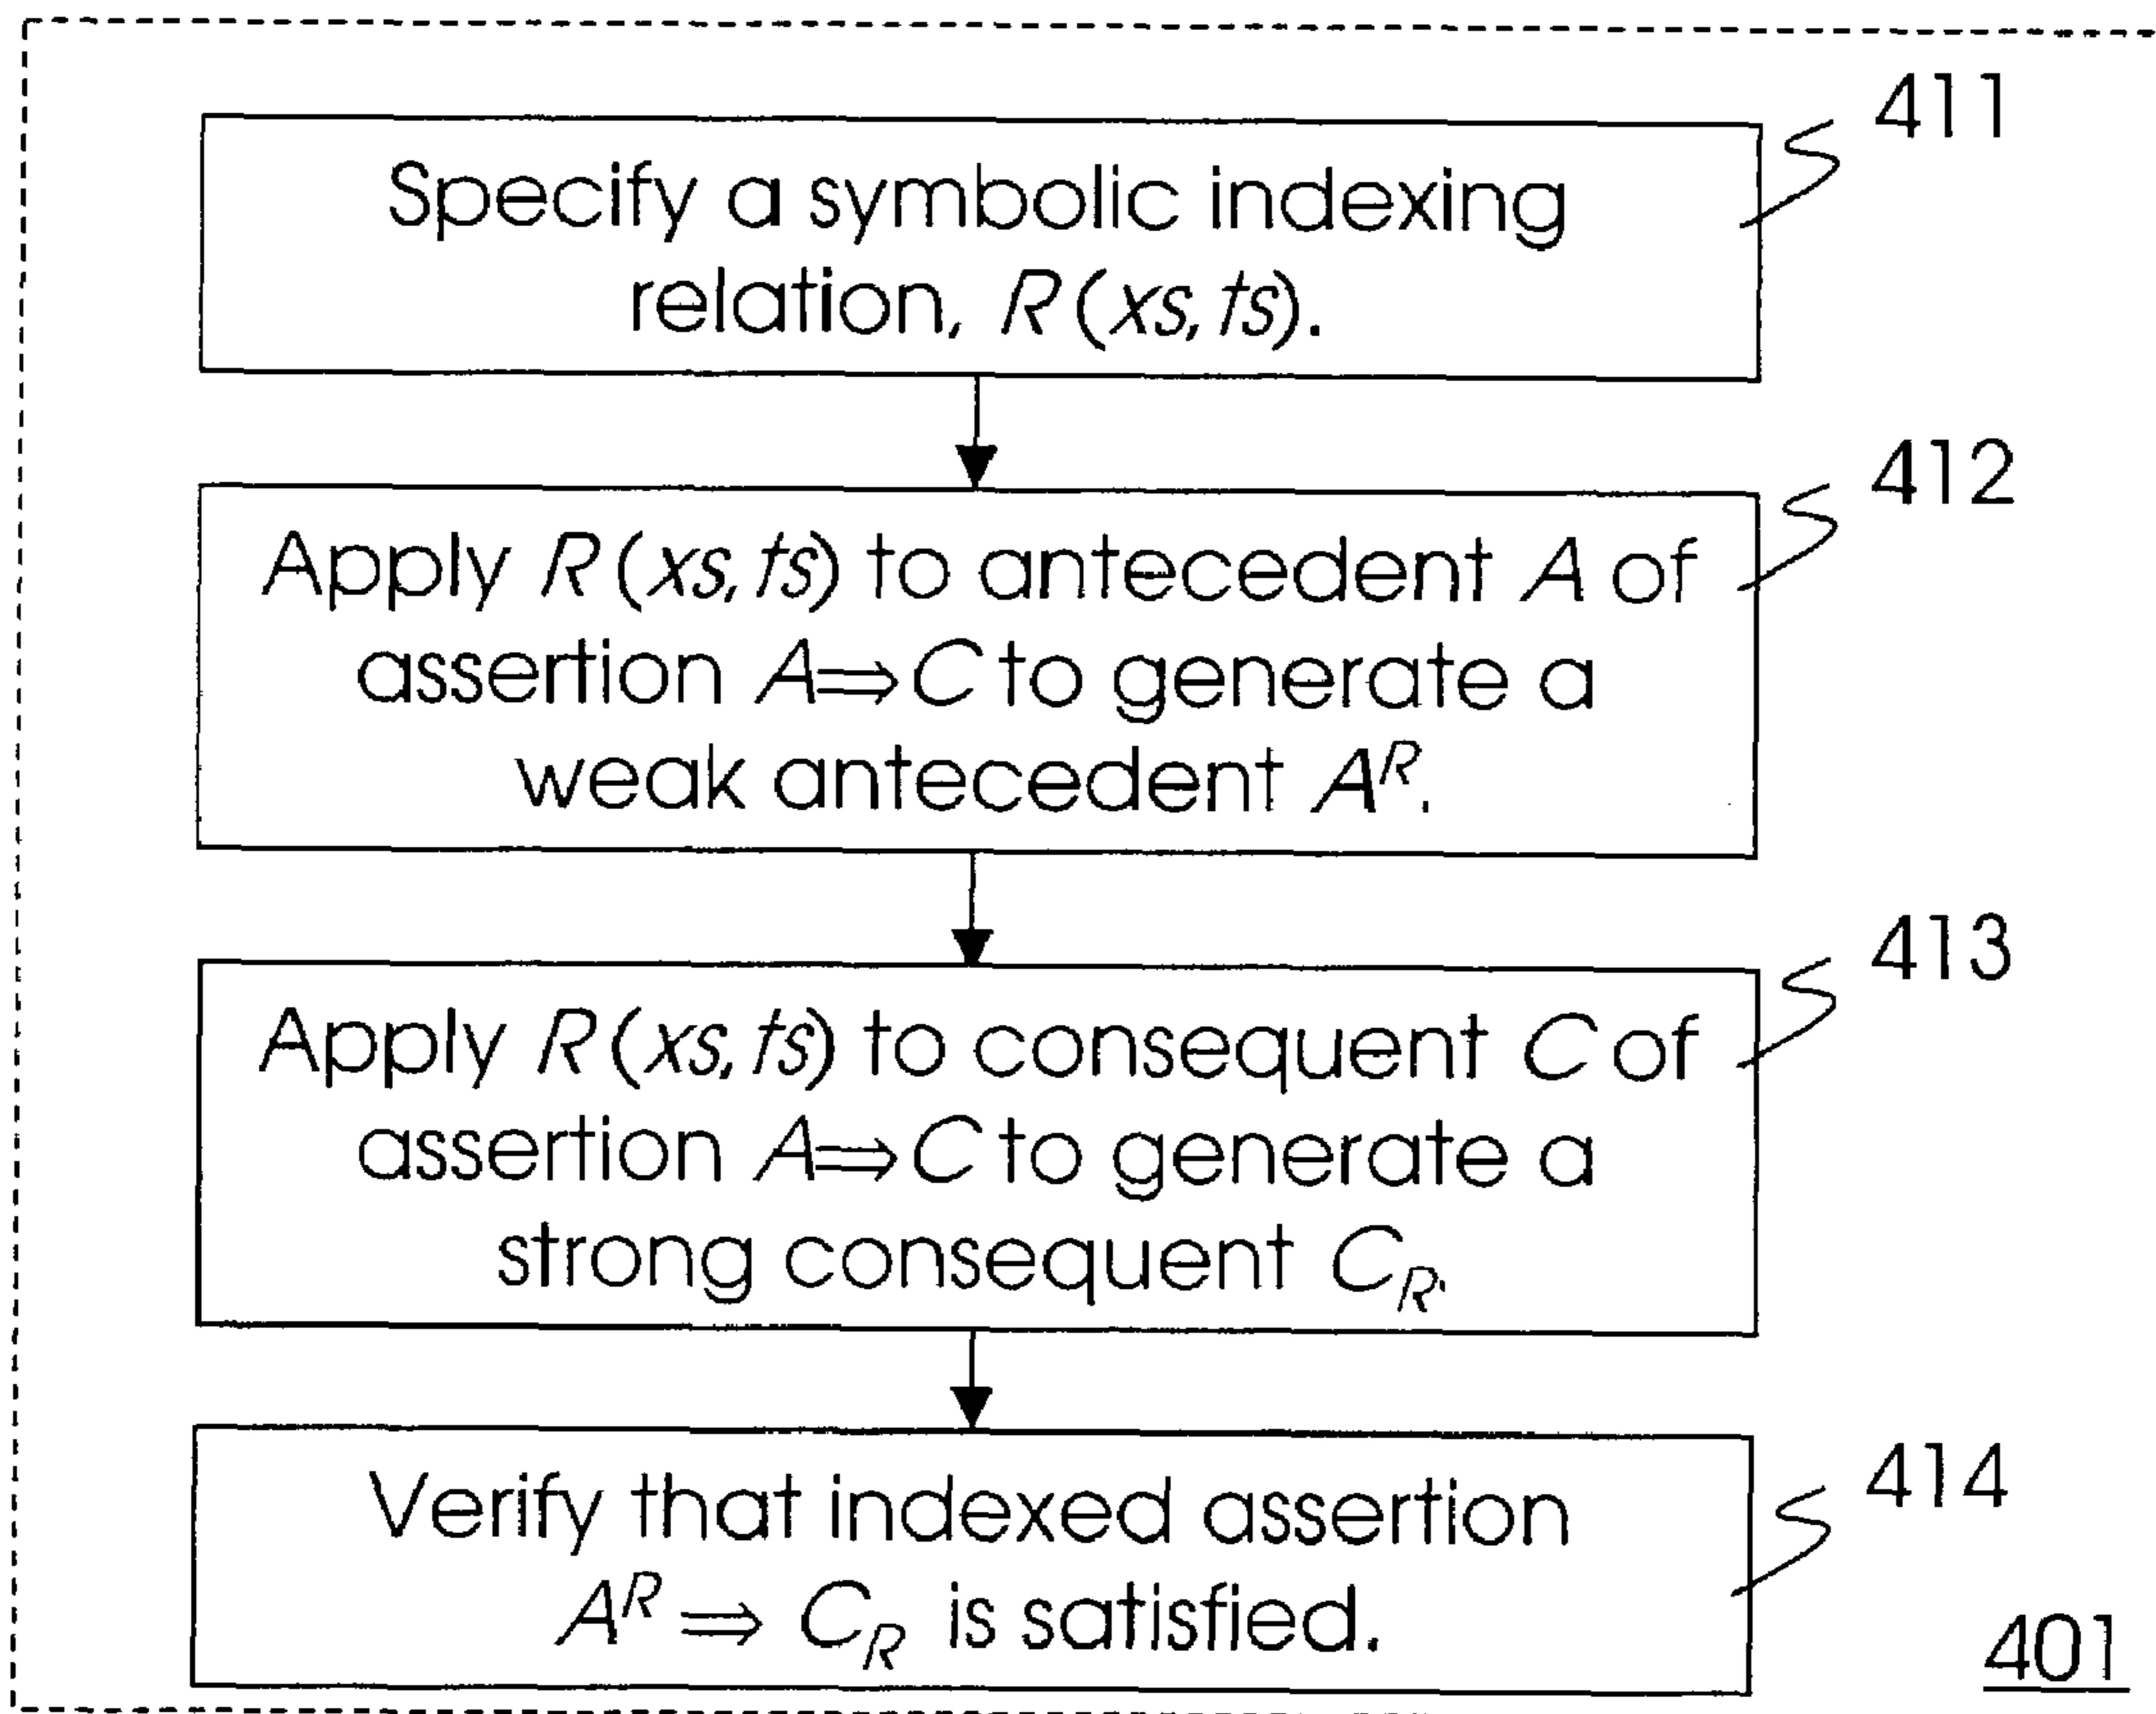 411
Specify a symbolic indexing
relation, R(xs, ts).
412
Apply R(xs, ts) to antecedent A of
assertion A⇒C to generate a
weak antecedent Aᴿ.
413
Apply R(xs, ts) to consequent C of
assertion A⇒C to generate a
strong consequent C_R.
414
Verify that indexed assertion
Aᴿ ⇒ C_R is satisfied.
401